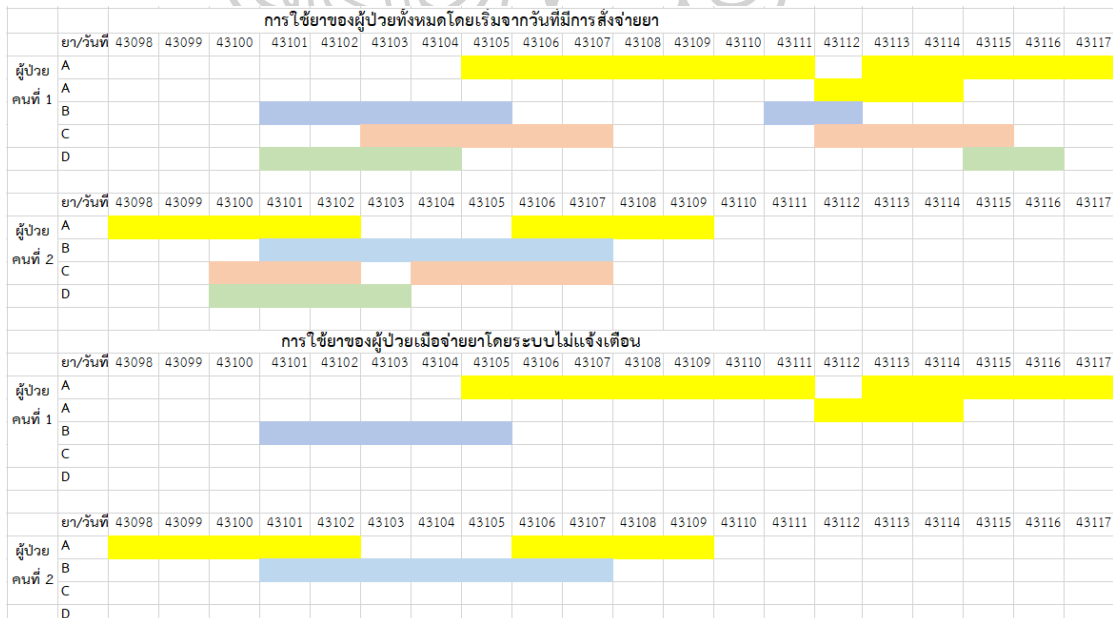 การใช้ยาของผู้ป่วยทั้งหมดโดยเริ่มจากวันที่มีการสั่งจ่ายยา
ยา/วันที่ 43098 43099 43100 43101 43102 43103 43104 43105 43106 43107 43108 43109 43110 43111 43112 43113 43114 43115 43116 43117
ผู้ป่วย คนที่ 1
A
A
B
C
D
ยา/วันที่ 43098 43099 43100 43101 43102 43103 43104 43105 43106 43107 43108 43109 43110 43111 43112 43113 43114 43115 43116 43117
ผู้ป่วย คนที่ 2
A
B
C
D
การใช้ยาของผู้ป่วยเมื่อจ่ายยาโดยระบบไม่แจ้งเตือน
ยา/วันที่ 43098 43099 43100 43101 43102 43103 43104 43105 43106 43107 43108 43109 43110 43111 43112 43113 43114 43115 43116 43117
ผู้ป่วย คนที่ 1
A
A
B
C
D
ยา/วันที่ 43098 43099 43100 43101 43102 43103 43104 43105 43106 43107 43108 43109 43110 43111 43112 43113 43114 43115 43116 43117
ผู้ป่วย คนที่ 2
A
B
C
D